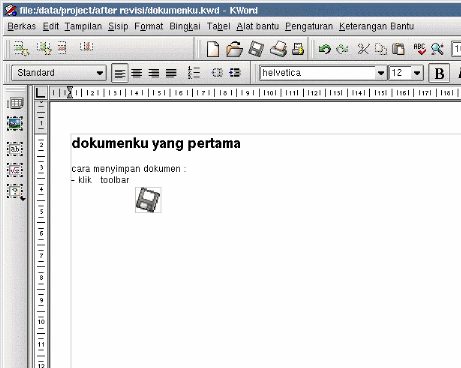 file:/data/project/after revisi/dokumenku.kwd - KWord
Berkas Edit Tampilan Sisip Format Bingkai Tabel Alat bantu Pengaturan Keterangan Bantu
ABC
Standard helvetica 12 B
dokumenku yang pertama
cara menyimpan dokumen :
- klik toolbar